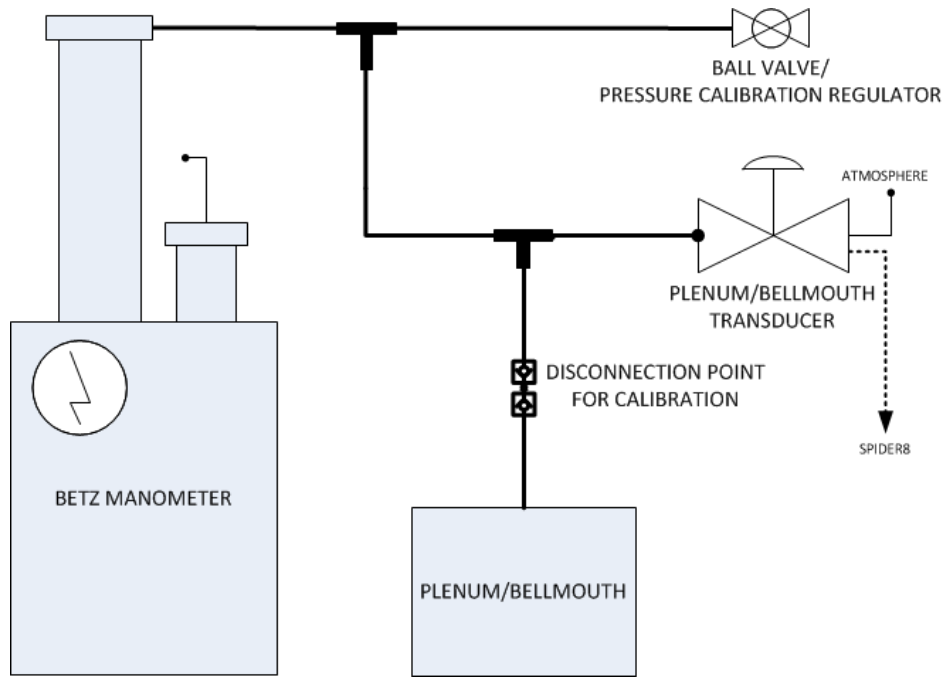 BALL VALVE/
PRESSURE CALIBRATION REGULATOR
ATMOSPHERE
PLENUM/BELLMOUTH
TRANSDUCER
DISCONNECTION POINT
FOR CALIBRATION
SPIDER8
BETZ MANOMETER
PLENUM/BELLMOUTH